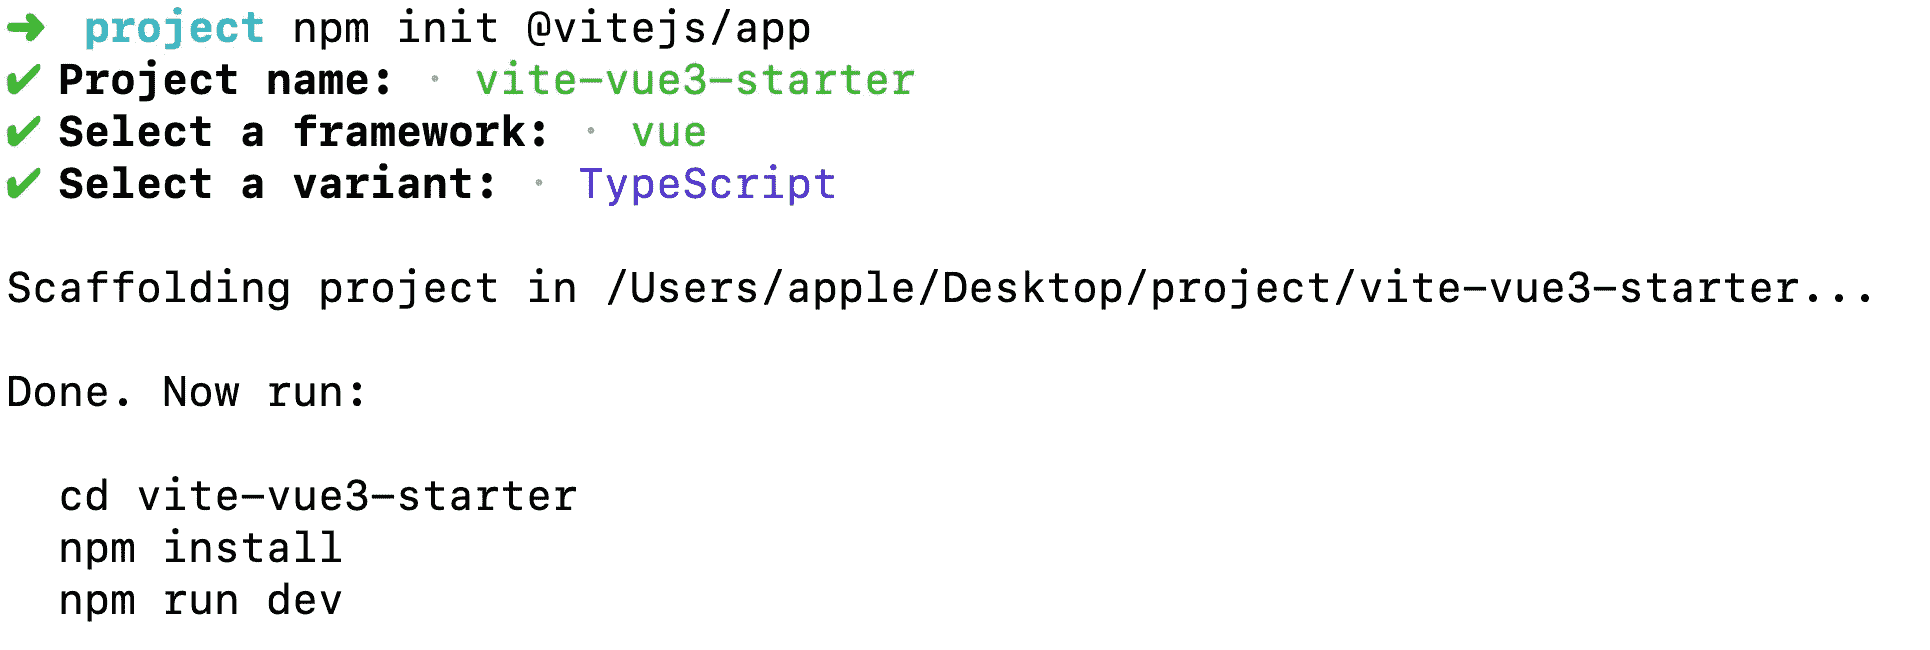 ➜ project npm init @vitejs/app
✔ Project name: · vite-vue3-starter
✔ Select a framework: · vue
✔ Select a variant: · TypeScript
Scaffolding project in /Users/apple/Desktop/project/vite-vue3-starter...
Done. Now run:
cd vite-vue3-starter
npm install
npm run dev